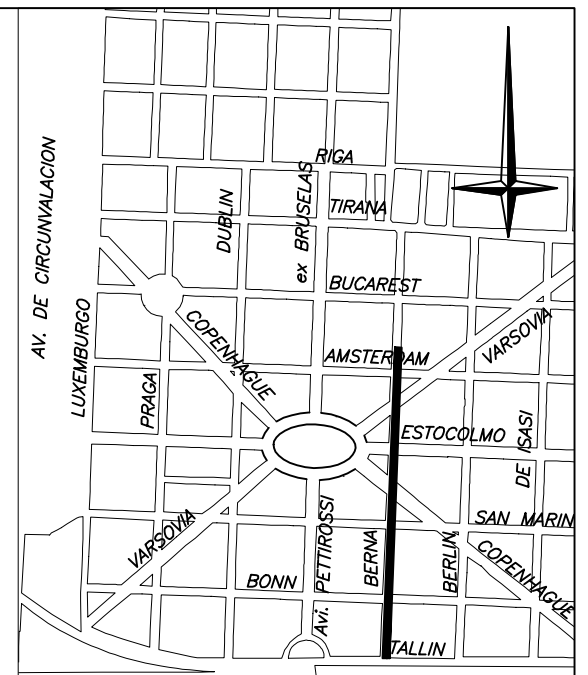 RIGA
AV. DE CIRCUNVALACION
DUBLIN
ex BRUSELAS
TIRANA
BUCAREST
LUXEMBURGO
COPENHAGUE
VARSOVIA
AMSTERDAM
PRAGA
ESTOCOLMO
DE ISASI
SAN MARIN
VARSOVIA
Avi. PETTIROSSI
BERNA
BERLIN
COPENHAGUE
BONN
TALLIN